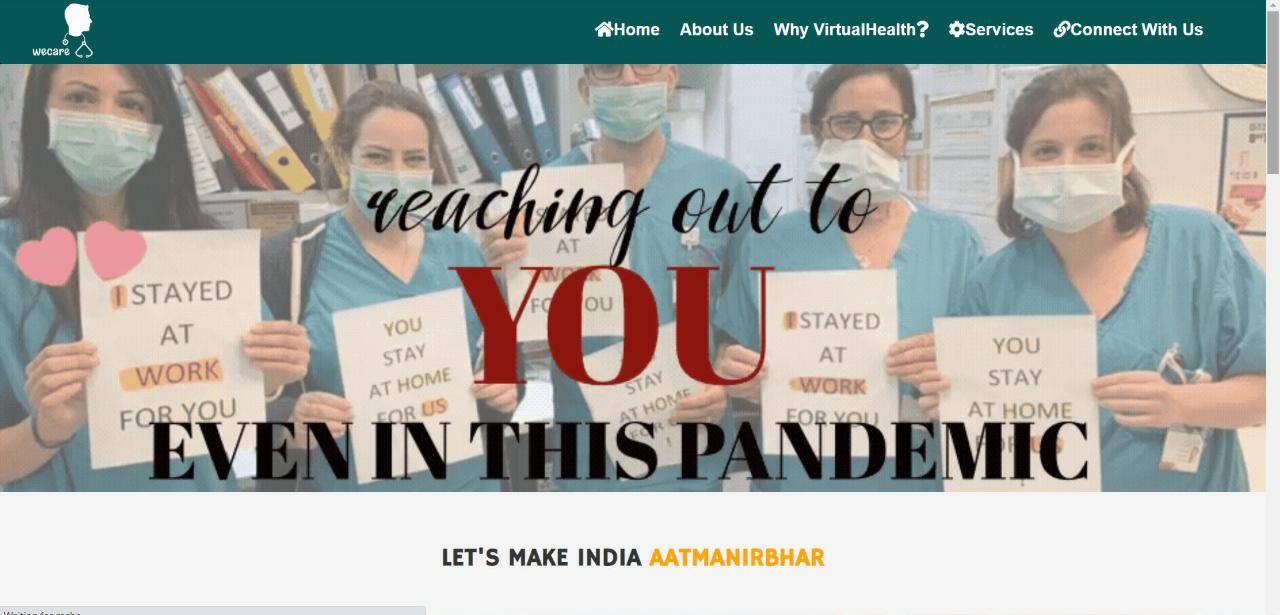 wecare
Home About Us Why VirtualHealth? Services Connect With Us
reaching out to
YOU
EVEN IN THIS PANDEMIC
I STAYED
AT
WORK
FOR YOU
YOU
STAY
AT HOME
FOR US
AT
WORK
FOR YOU
STAY
AT HOME
I STAYED
AT
WORK
FOR YOU
YOU
STAY
AT HOME
FOR US
LET'S MAKE INDIA AATMANIRBHAR